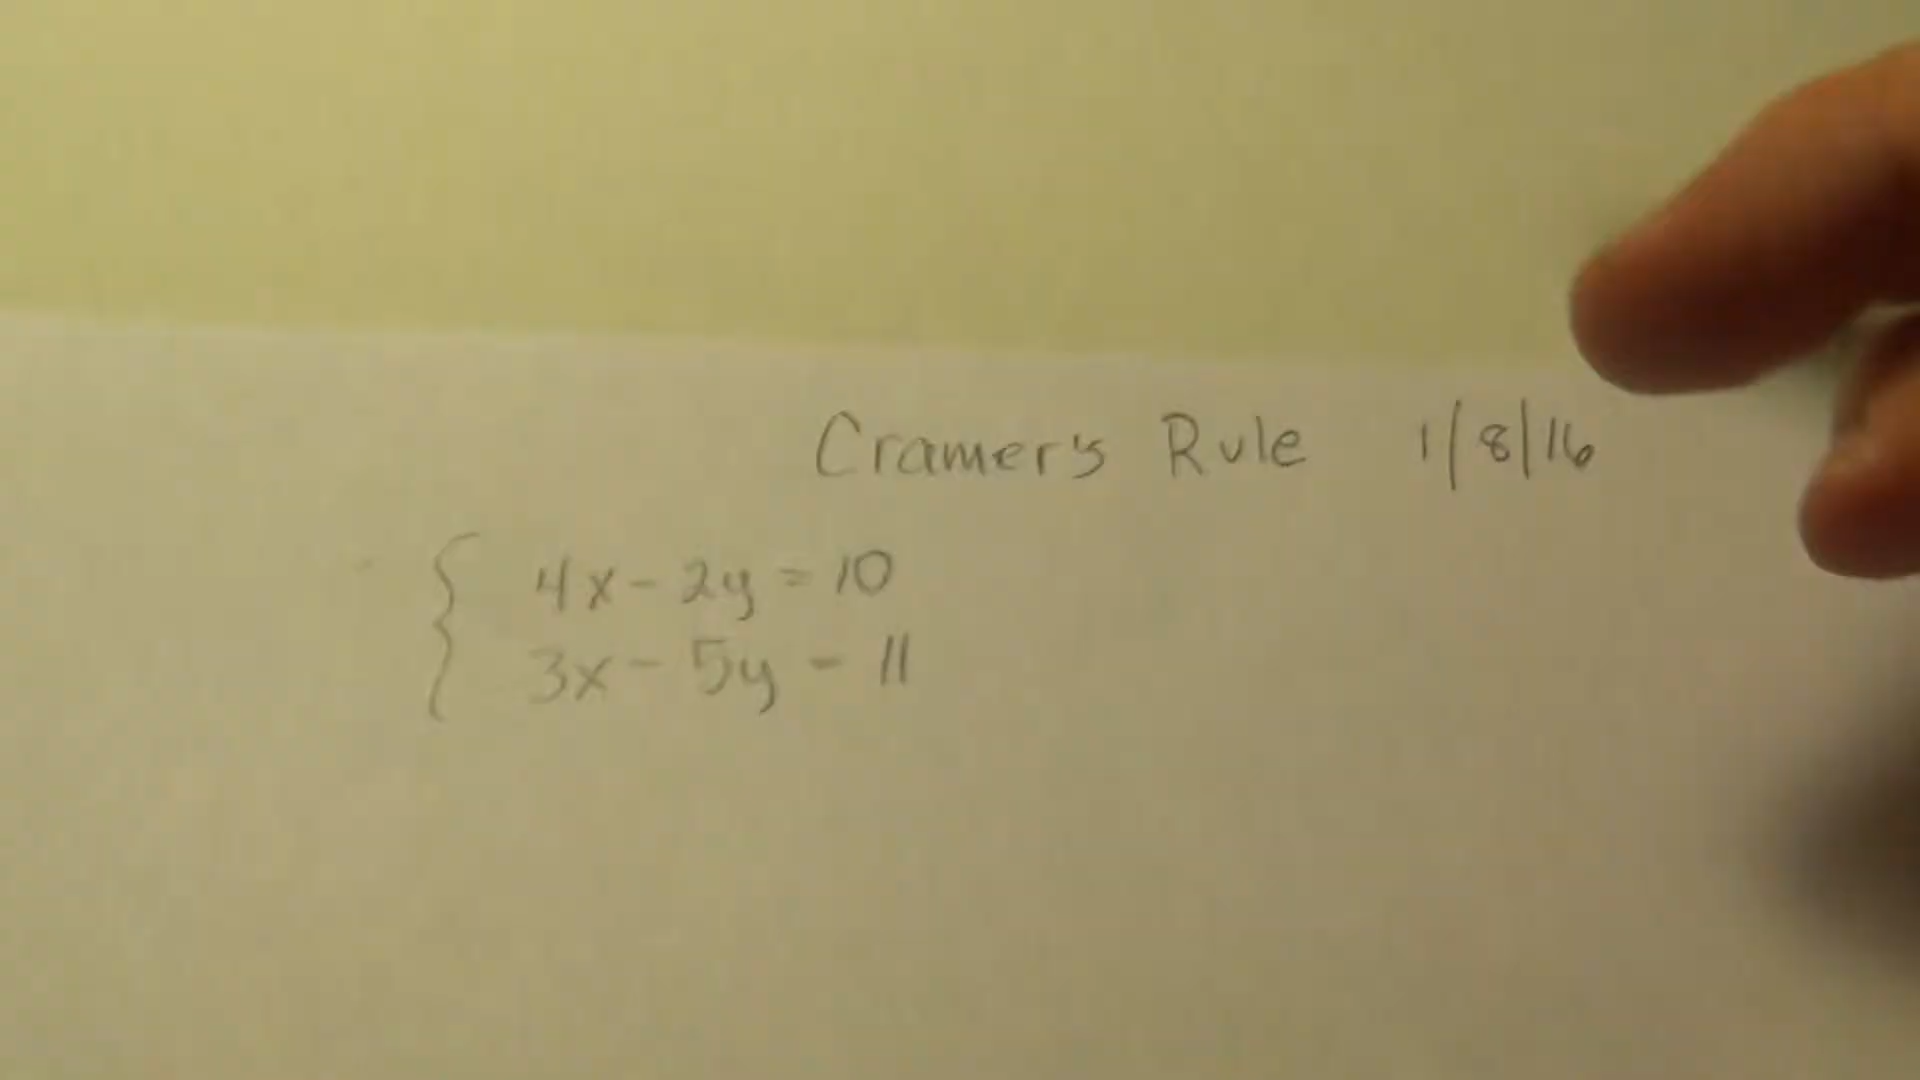 Cramer's Rule 1/8/16
4x - 2y = 10
3x - 5y = 11